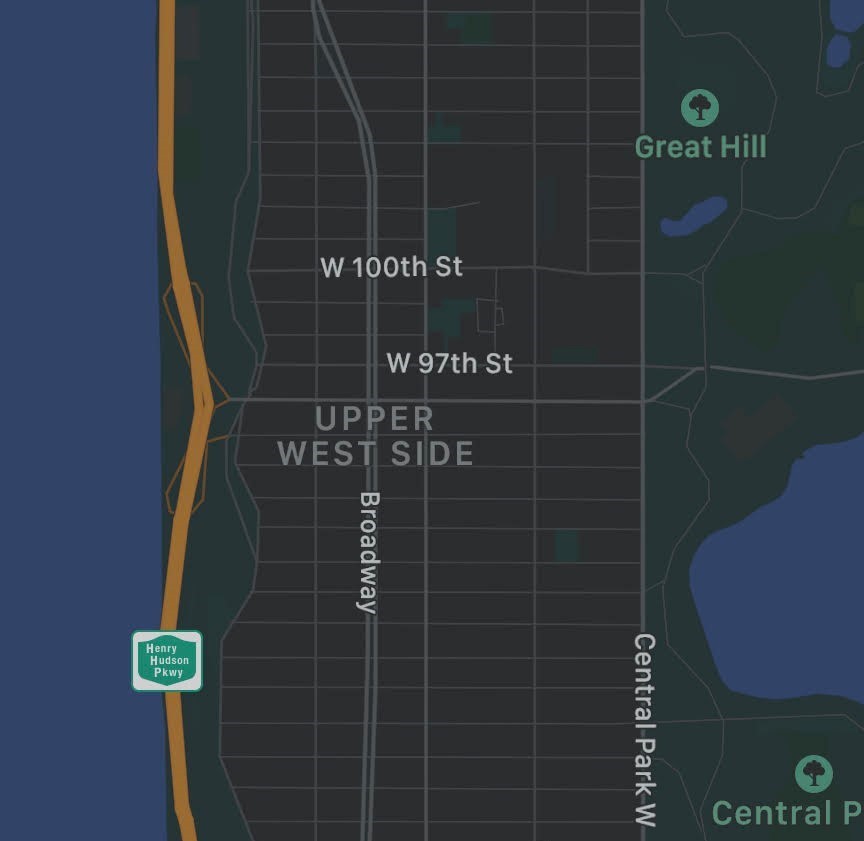 Great Hill
W 100th St
W 97th St
UPPER
WEST SIDE
Broadway
Henry
Hudson
Pkwy
Central Park W
Central P